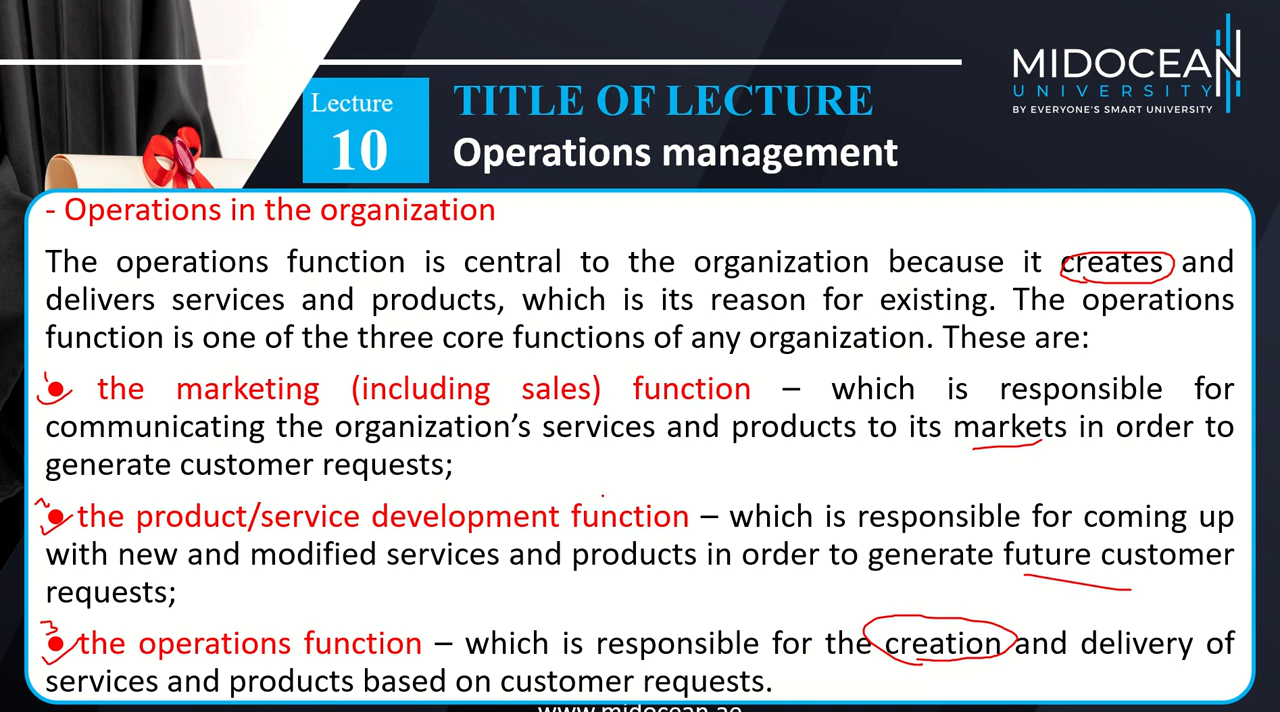 MIDOCEAN
UNIVERSITY
BY EVERYONE'S SMART UNIVERSITY
Lecture
10
TITLE OF LECTURE
Operations management
- Operations in the organization
The operations function is central to the organization because it creates and
delivers services and products, which is its reason for existing. The operations
function is one of the three core functions of any organization. These are:
● the marketing (including sales) function – which is responsible for
communicating the organization’s services and products to its markets in order to
generate customer requests;
● the product/service development function – which is responsible for coming up
with new and modified services and products in order to generate future customer
requests;
● the operations function – which is responsible for the creation and delivery of
services and products based on customer requests.
www.midocean.ae